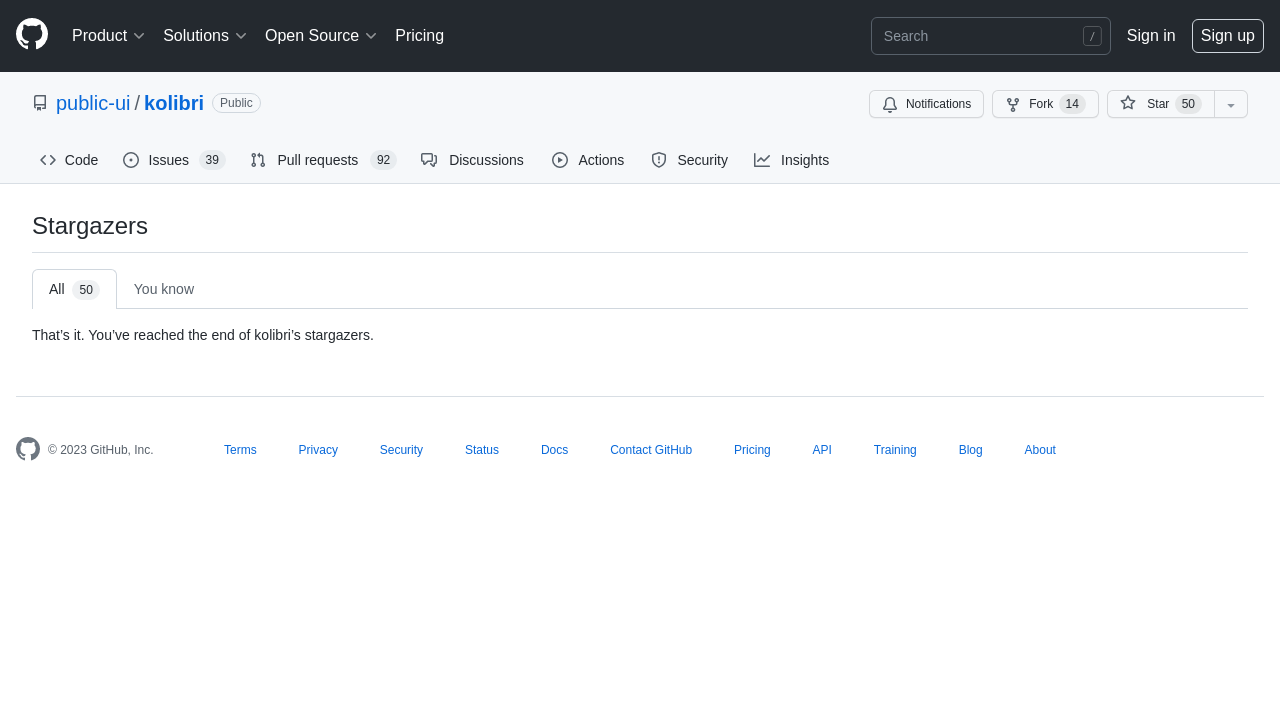 Product Solutions Open Source Pricing Search / Sign in Sign up
public-ui / kolibri Public Notifications Fork 14 Star 50
Code Issues 39 Pull requests 92 Discussions Actions Security Insights
Stargazers
All 50 You know
That’s it. You’ve reached the end of kolibri’s stargazers.
© 2023 GitHub, Inc. Terms Privacy Security Status Docs Contact GitHub Pricing API Training Blog About